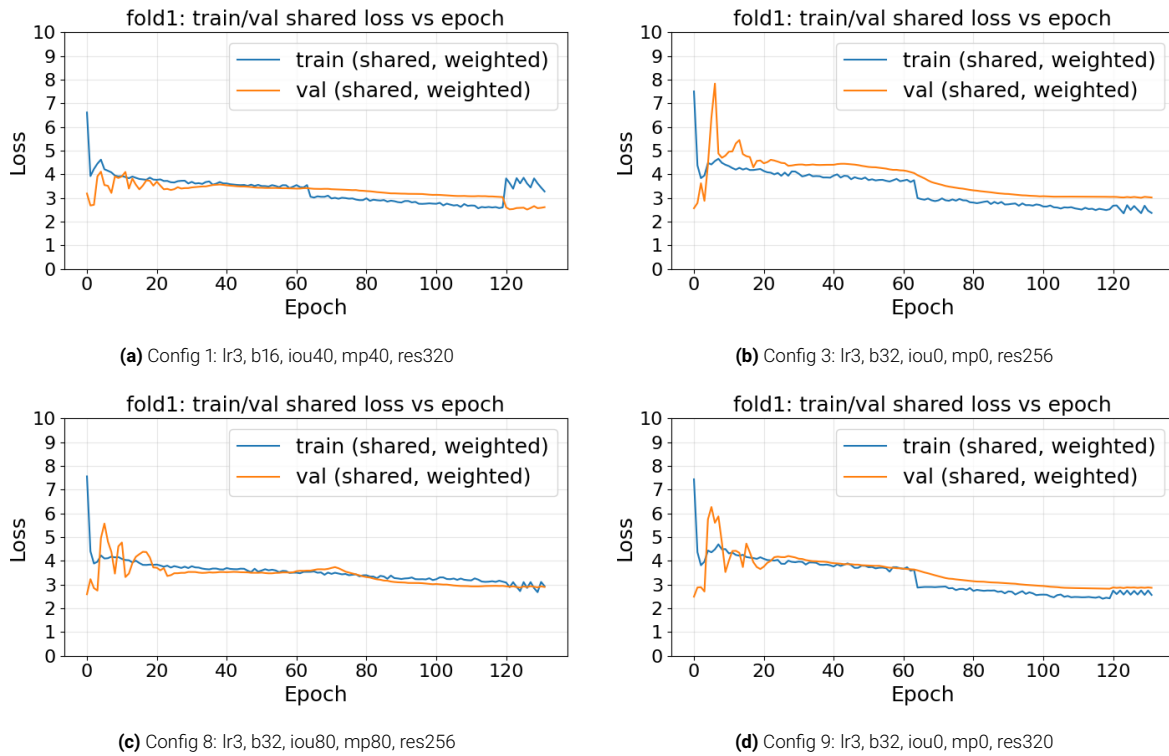 fold1: train/val shared loss vs epoch
10
9
8
7
6
5
4
3
2
1
0
Loss
train (shared, weighted)
val (shared, weighted)
0 20 40 60 80 100 120
Epoch
(a) Config 1: lr3, b16, iou40, mp40, res320
fold1: train/val shared loss vs epoch
10
9
8
7
6
5
4
3
2
1
0
Loss
train (shared, weighted)
val (shared, weighted)
0 20 40 60 80 100 120
Epoch
(b) Config 3: lr3, b32, iou0, mp0, res256
fold1: train/val shared loss vs epoch
10
9
8
7
6
5
4
3
2
1
0
Loss
train (shared, weighted)
val (shared, weighted)
0 20 40 60 80 100 120
Epoch
(c) Config 8: lr3, b32, iou80, mp80, res256
fold1: train/val shared loss vs epoch
10
9
8
7
6
5
4
3
2
1
0
Loss
train (shared, weighted)
val (shared, weighted)
0 20 40 60 80 100 120
Epoch
(d) Config 9: lr3, b32, iou0, mp0, res320